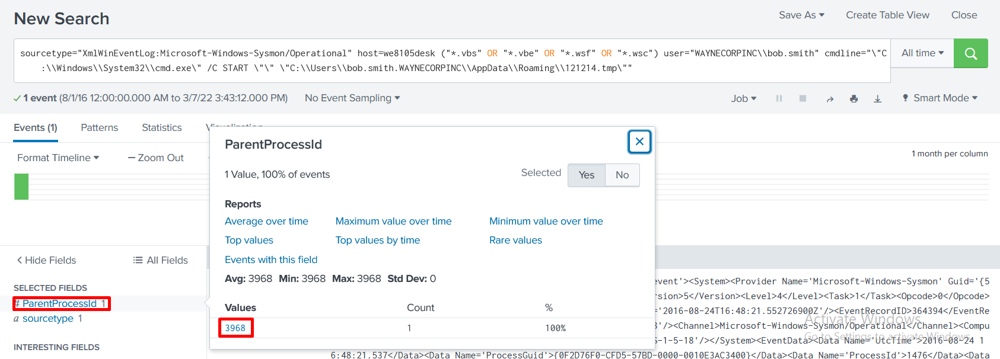 New Search
Save As
Create Table View
Close
sourcetype="XmlWinEventLog:Microsoft-Windows-Sysmon/Operational" host=we8105desk ("*.vbs" OR "*.vbe" OR "*.wsf" OR "*.wsc") user="WAYNECORPINC\\bob.smith" cmdline="\"C
:\\Windows\\System32\\cmd.exe\" /C START \"\" \"C:\\Users\\bob.smith.WAYNECORPINC\\AppData\\Roaming\\121214.tmp\""
All time
1 event (8/1/16 12:00:00.000 AM to 3/7/22 3:43:12.000 PM)
No Event Sampling
Job
Smart Mode
Events (1)
Patterns
Statistics
Visualization
ParentProcessId
Format Timeline
Zoom Out
1 month per column
1 Value, 100% of events
Selected
Yes
No
Reports
Average over time
Maximum value over time
Minimum value over time
Top values
Top values by time
Rare values
Hide Fields
All Fields
Events with this field
Avg: 3968 Min: 3968 Max: 3968 Std Dev: 0
SELECTED FIELDS
# ParentProcessId 1
a sourcetype 1
INTERESTING FIELDS
Values
Count
%
3968
1
100%
event'><System><Provider Name='Microsoft-Windows-Sysmon' Guid='{5
rsion>5</Version><Level>4</Level><Task>1</Task><Opcode>0</Opcode>
='2016-08-24T16:48:21.552726900Z'/><EventRecordID>364394</EventRe
'/><Channel>Microsoft-Windows-Sysmon/Operational</Channel><Compu
-1-5-18'/></System><EventData><Data Name='UtcTime'>2016-08-24 1
6:48:21.537</Data><Data Name='ProcessGuid'>{0F2D76F0-CFD5-57BD-0000-0010E3AC3400}</Data><Data Name='ProcessId'>1476</Data><Data
Activate Windows
Go to Settings to activate Windows.